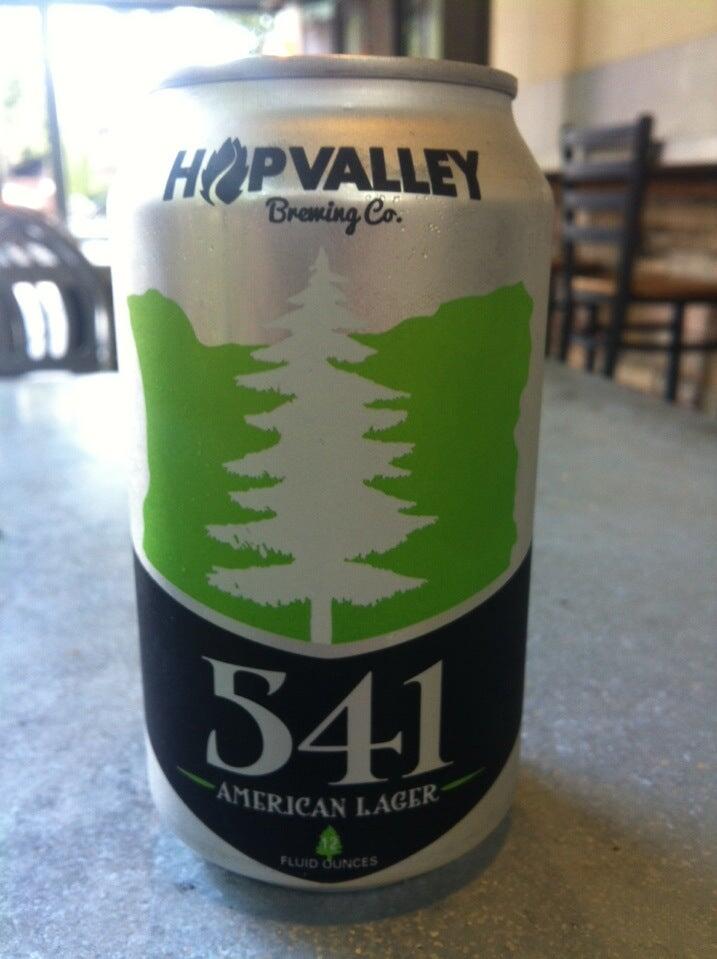 HOPVALLEY
Brewing Co.
541
AMERICAN LAGER
12
FLUID OUNCES